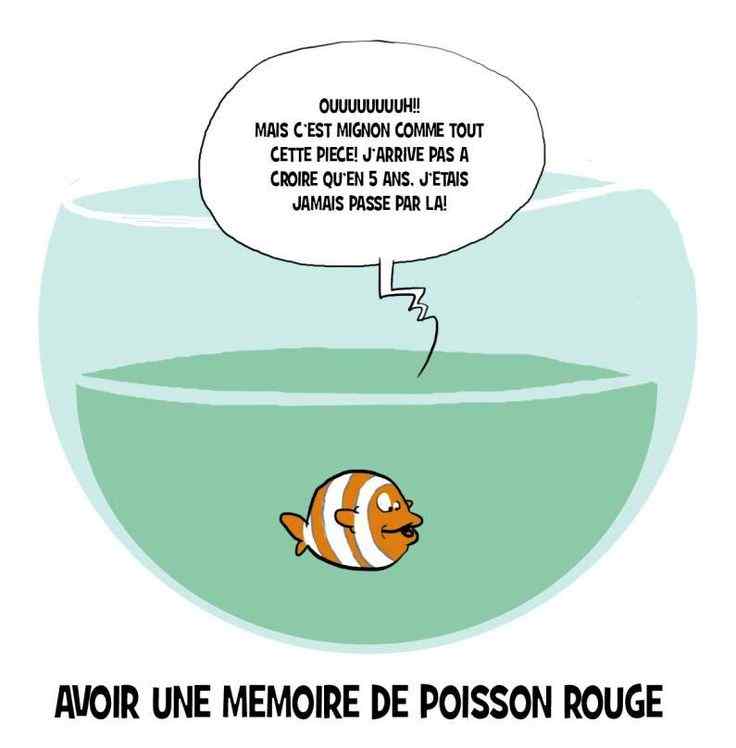 OUUUUUUUUH!!
MAIS C'EST MIGNON COMME TOUT
CETTE PIECE! J'ARRIVE PAS A
CROIRE QU'EN 5 ANS. J'ETAIS
JAMAIS PASSE PAR LA!
AVOIR UNE MEMOIRE DE POISSON ROUGE